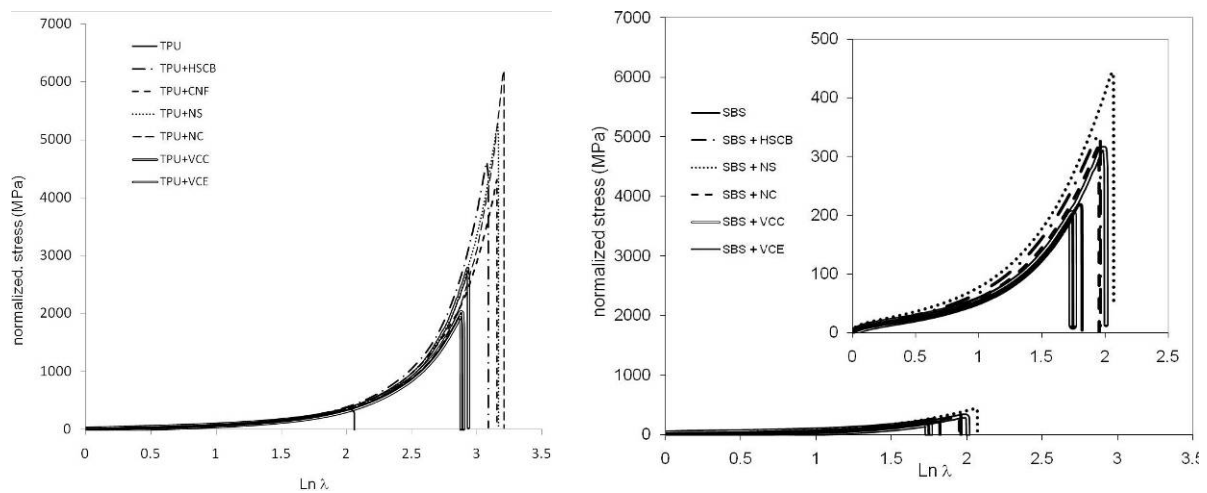 7000
6000
5000
4000
3000
2000
1000
0
normalized. stress (MPa)
TPU
TPU+HSCB
TPU+CNF
TPU+NS
TPU+NC
TPU+VCC
TPU+VCE
0 0.5 1 1.5 2 2.5 3 3.5
Ln λ
7000
6000
5000
4000
3000
2000
1000
0
normalized stress (MPa)
SBS
SBS + HSCB
SBS + NS
SBS + NC
SBS + VCC
SBS + VCE
500
400
300
200
100
0
0 0.5 1 1.5 2 2.5
0 0.5 1 1.5 2 2.5 3 3.5
Ln λ